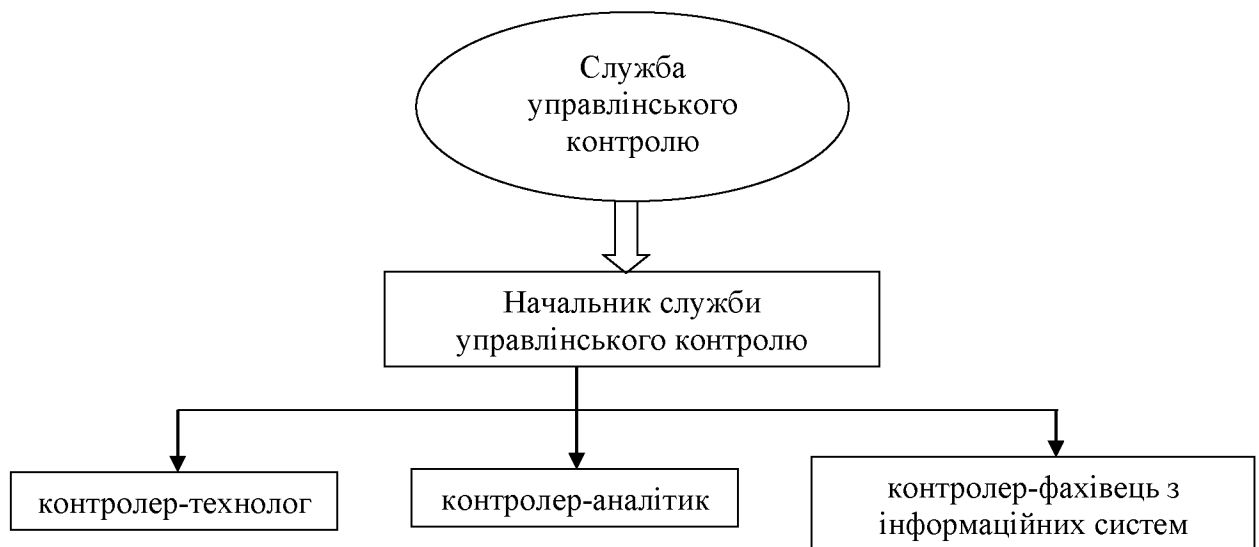 Служба
управлінського
контролю
Начальник служби
управлінського контролю
контролер-технолог
контролер-аналітик
контролер-фахівець з
інформаційних систем